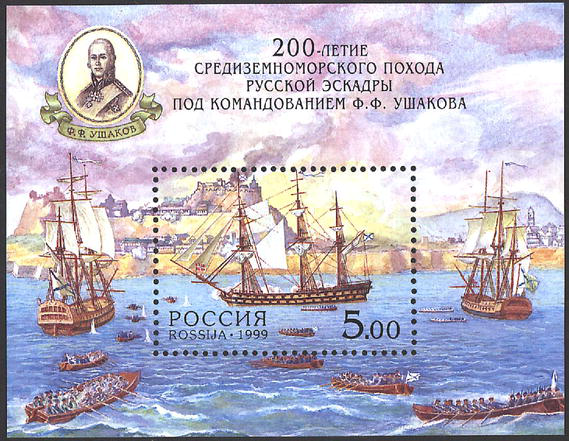 200-ЛЕТИЕ
СРЕДИЗЕМНОМОРСКОГО ПОХОДА
РУССКОЙ ЭСКАДРЫ
ПОД КОМАНДОВАНИЕМ Ф.Ф. УШАКОВА
Ф.Ф. УШАКОВ
РОССИЯ
ROSSIJA · 1999
5.00